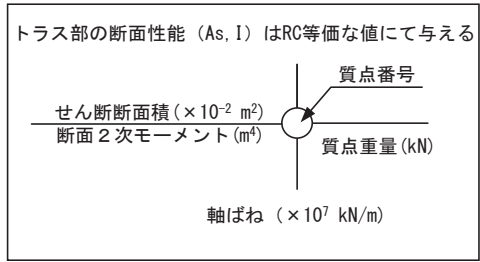 トラス部の断面性能（As,I）はRC等価な値にて与える
質点番号
せん断断面積(×10⁻² m²)
断面２次モーメント(m⁴)
質点重量(kN)
軸ばね（×10⁷ kN/m)